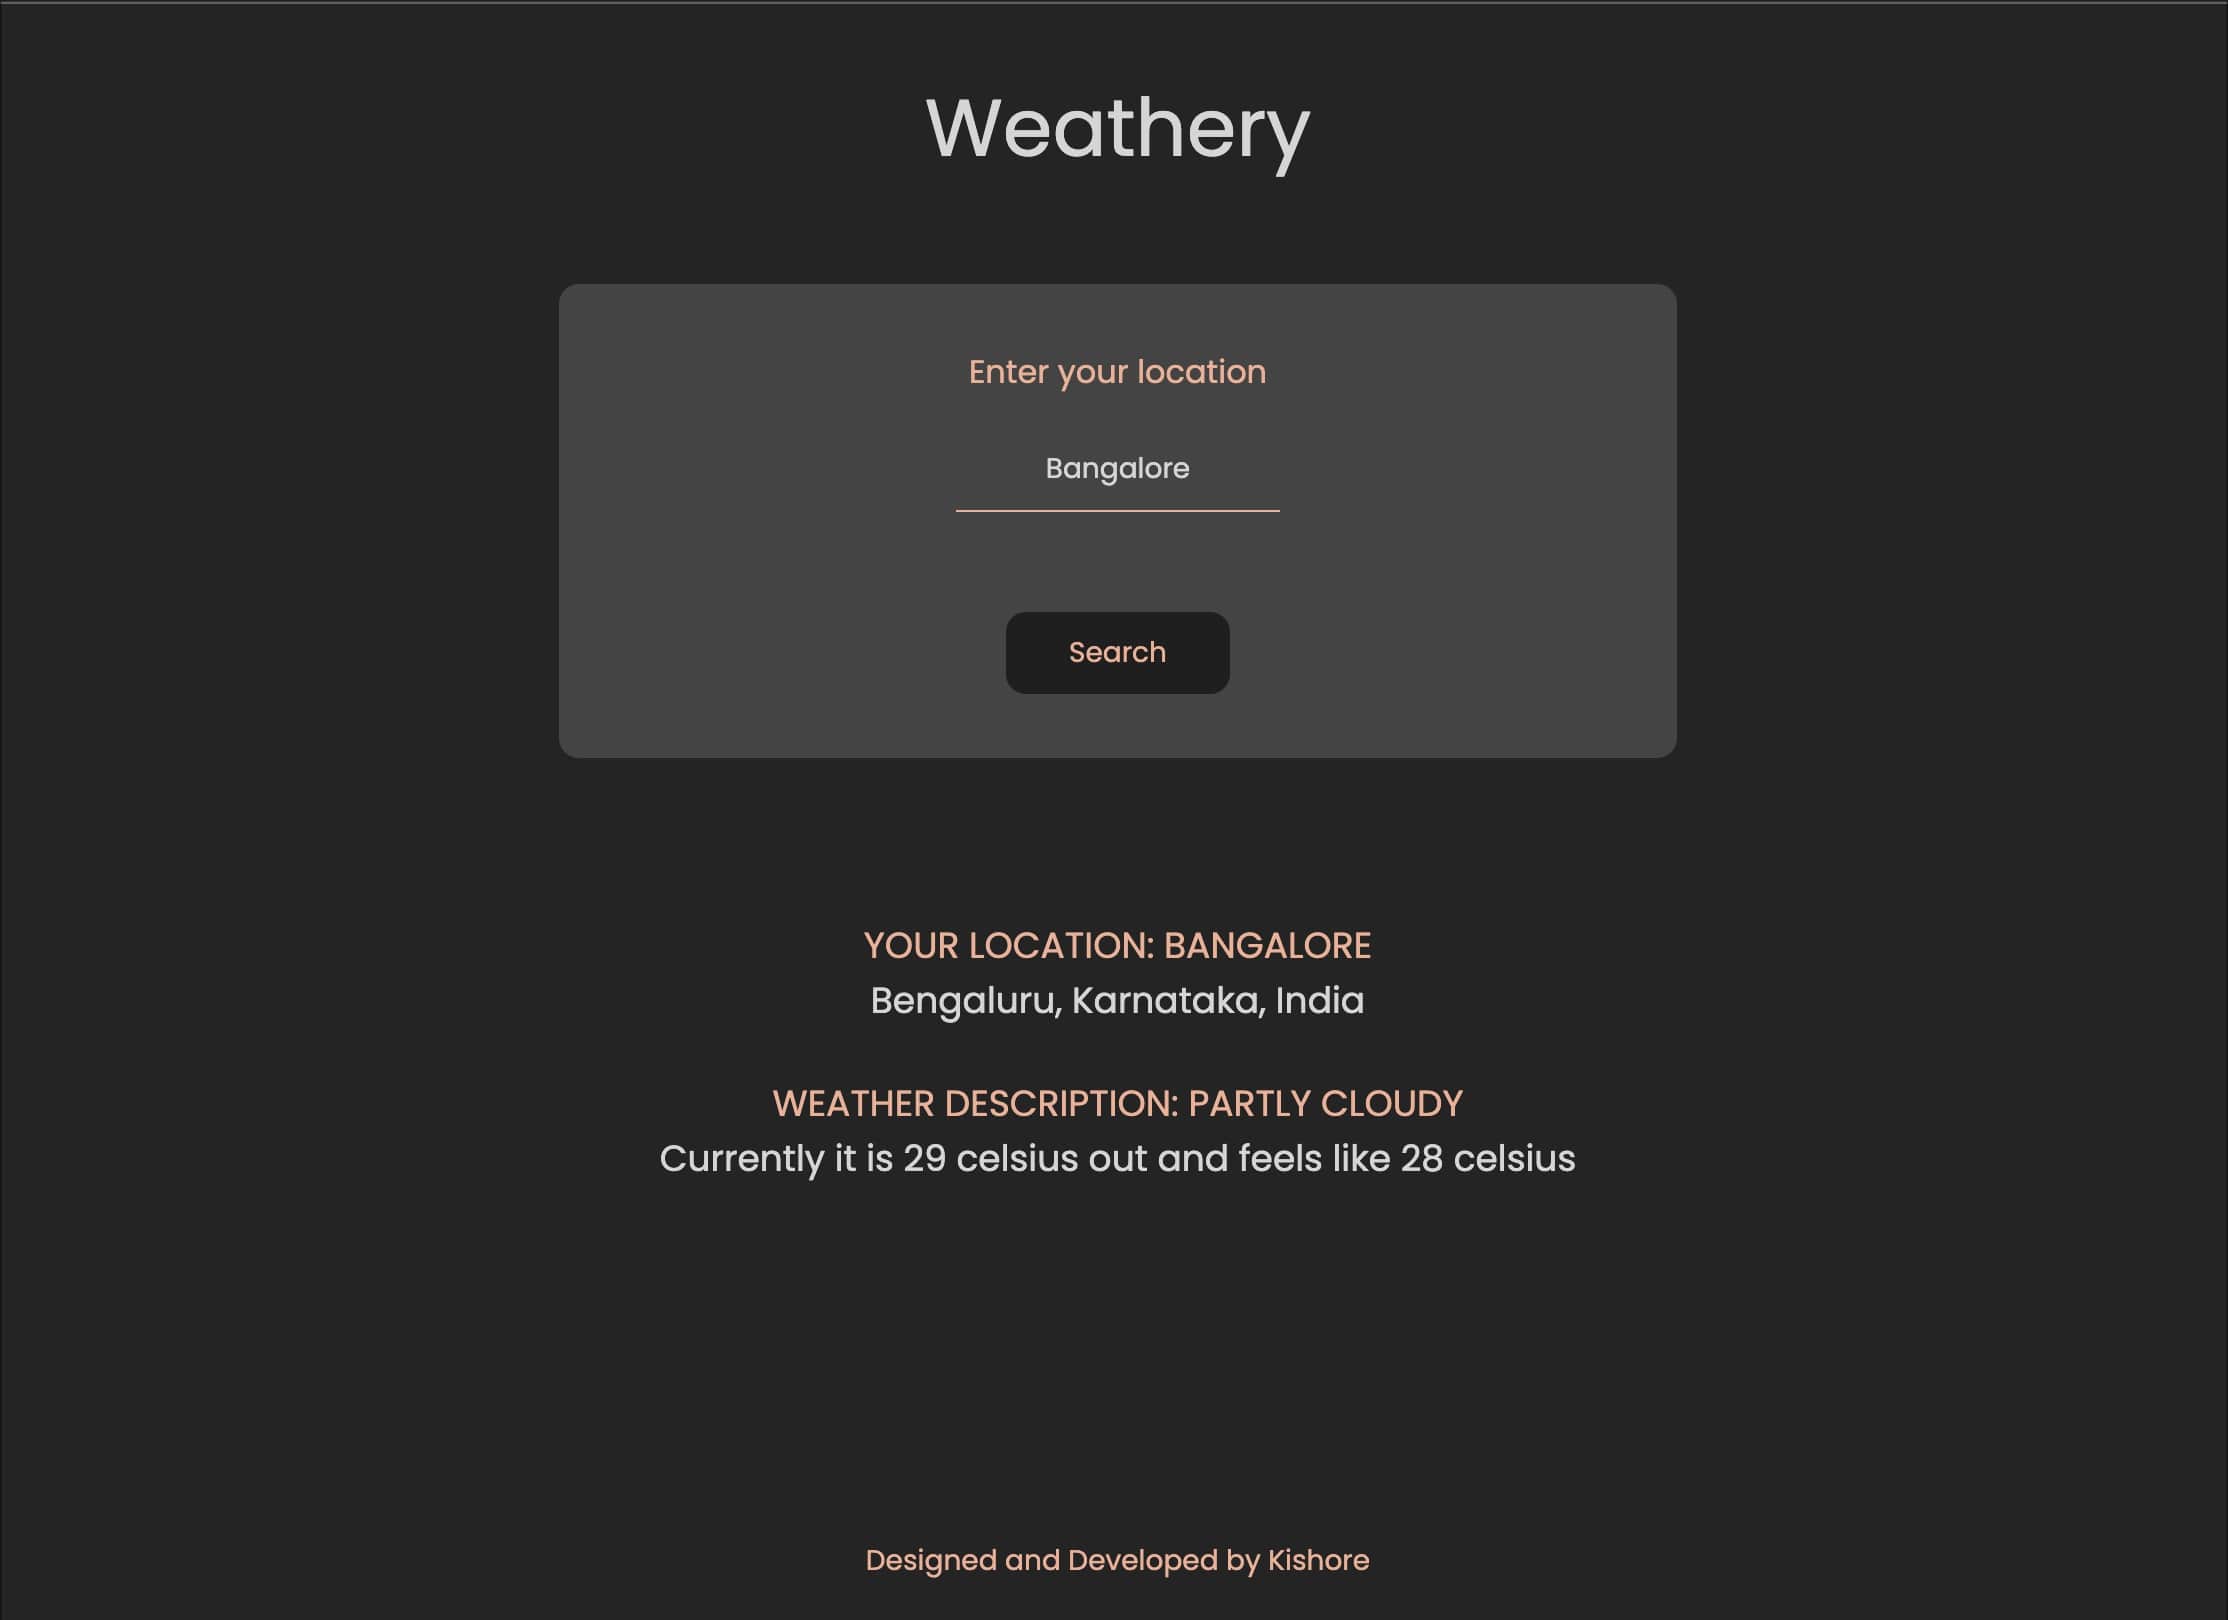 Weathery
Enter your location
Bangalore
Search
YOUR LOCATION: BANGALORE
Bengaluru, Karnataka, India
WEATHER DESCRIPTION: PARTLY CLOUDY
Currently it is 29 celsius out and feels like 28 celsius
Designed and Developed by Kishore